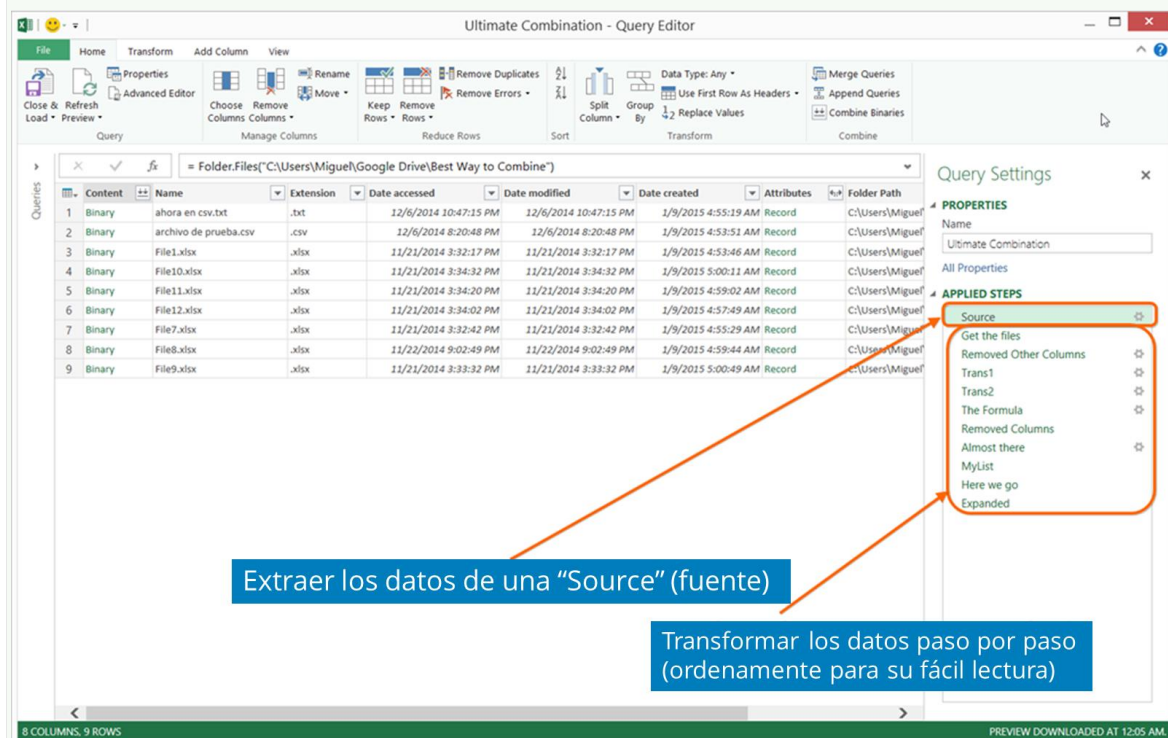 Ultimate Combination - Query Editor
File Home Transform Add Column View
Close & Load
Refresh Preview
Properties
Advanced Editor
Query
Choose Columns
Remove Columns
Rename
Move
Manage Columns
Keep Rows
Remove Rows
Remove Duplicates
Remove Errors
Reduce Rows
Sort
Split Column
Group By
Data Type: Any
Use First Row As Headers
Replace Values
Transform
Merge Queries
Append Queries
Combine Binaries
Combine
Queries
fx = Folder.Files("C:\Users\Miguel\Google Drive\Best Way to Combine")
Content Name Extension Date accessed Date modified Date created Attributes Folder Path
1 Binary ahora en csv.txt .txt 12/6/2014 10:47:15 PM 12/6/2014 10:47:15 PM 1/9/2015 4:55:19 AM Record C:\Users\Miguel\
2 Binary archivo de prueba.csv .csv 12/6/2014 8:20:48 PM 12/6/2014 8:20:48 PM 1/9/2015 4:53:51 AM Record C:\Users\Miguel\
3 Binary File1.xlsx .xlsx 11/21/2014 3:32:17 PM 11/21/2014 3:32:17 PM 1/9/2015 4:53:46 AM Record C:\Users\Miguel\
4 Binary File10.xlsx .xlsx 11/21/2014 3:34:32 PM 11/21/2014 3:34:32 PM 1/9/2015 5:00:11 AM Record C:\Users\Miguel\
5 Binary File11.xlsx .xlsx 11/21/2014 3:34:20 PM 11/21/2014 3:34:20 PM 1/9/2015 4:59:02 AM Record C:\Users\Miguel\
6 Binary File12.xlsx .xlsx 11/21/2014 3:34:02 PM 11/21/2014 3:34:02 PM 1/9/2015 4:57:49 AM Record C:\Users\Miguel\
7 Binary File7.xlsx .xlsx 11/21/2014 3:32:42 PM 11/21/2014 3:32:42 PM 1/9/2015 4:55:29 AM Record C:\Users\Miguel\
8 Binary File8.xlsx .xlsx 11/22/2014 9:02:49 PM 11/22/2014 9:02:49 PM 1/9/2015 4:59:44 AM Record C:\Users\Miguel\
9 Binary File9.xlsx .xlsx 11/21/2014 3:33:32 PM 11/21/2014 3:33:32 PM 1/9/2015 5:00:49 AM Record C:\Users\Miguel\
Query Settings
PROPERTIES
Name
Ultimate Combination
All Properties
APPLIED STEPS
Source
Get the files
Removed Other Columns
Trans1
Trans2
The Formula
Removed Columns
Almost there
MyList
Here we go
Expanded
Extraer los datos de una “Source” (fuente)
Transformar los datos paso por paso
(ordenamente para su fácil lectura)
8 COLUMNS, 9 ROWS
PREVIEW DOWNLOADED AT 12:05 AM.